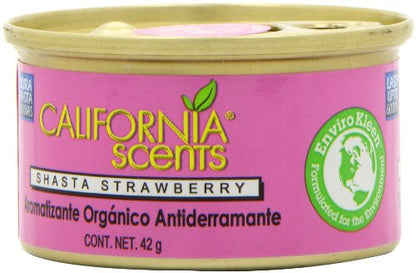 CALIFORNIA®
Scents
SHASTA STRAWBERRY
Aromatizante Orgánico Antiderramante
CONT. NET. 42 g
EnviroKleen
Formulated for the Environment